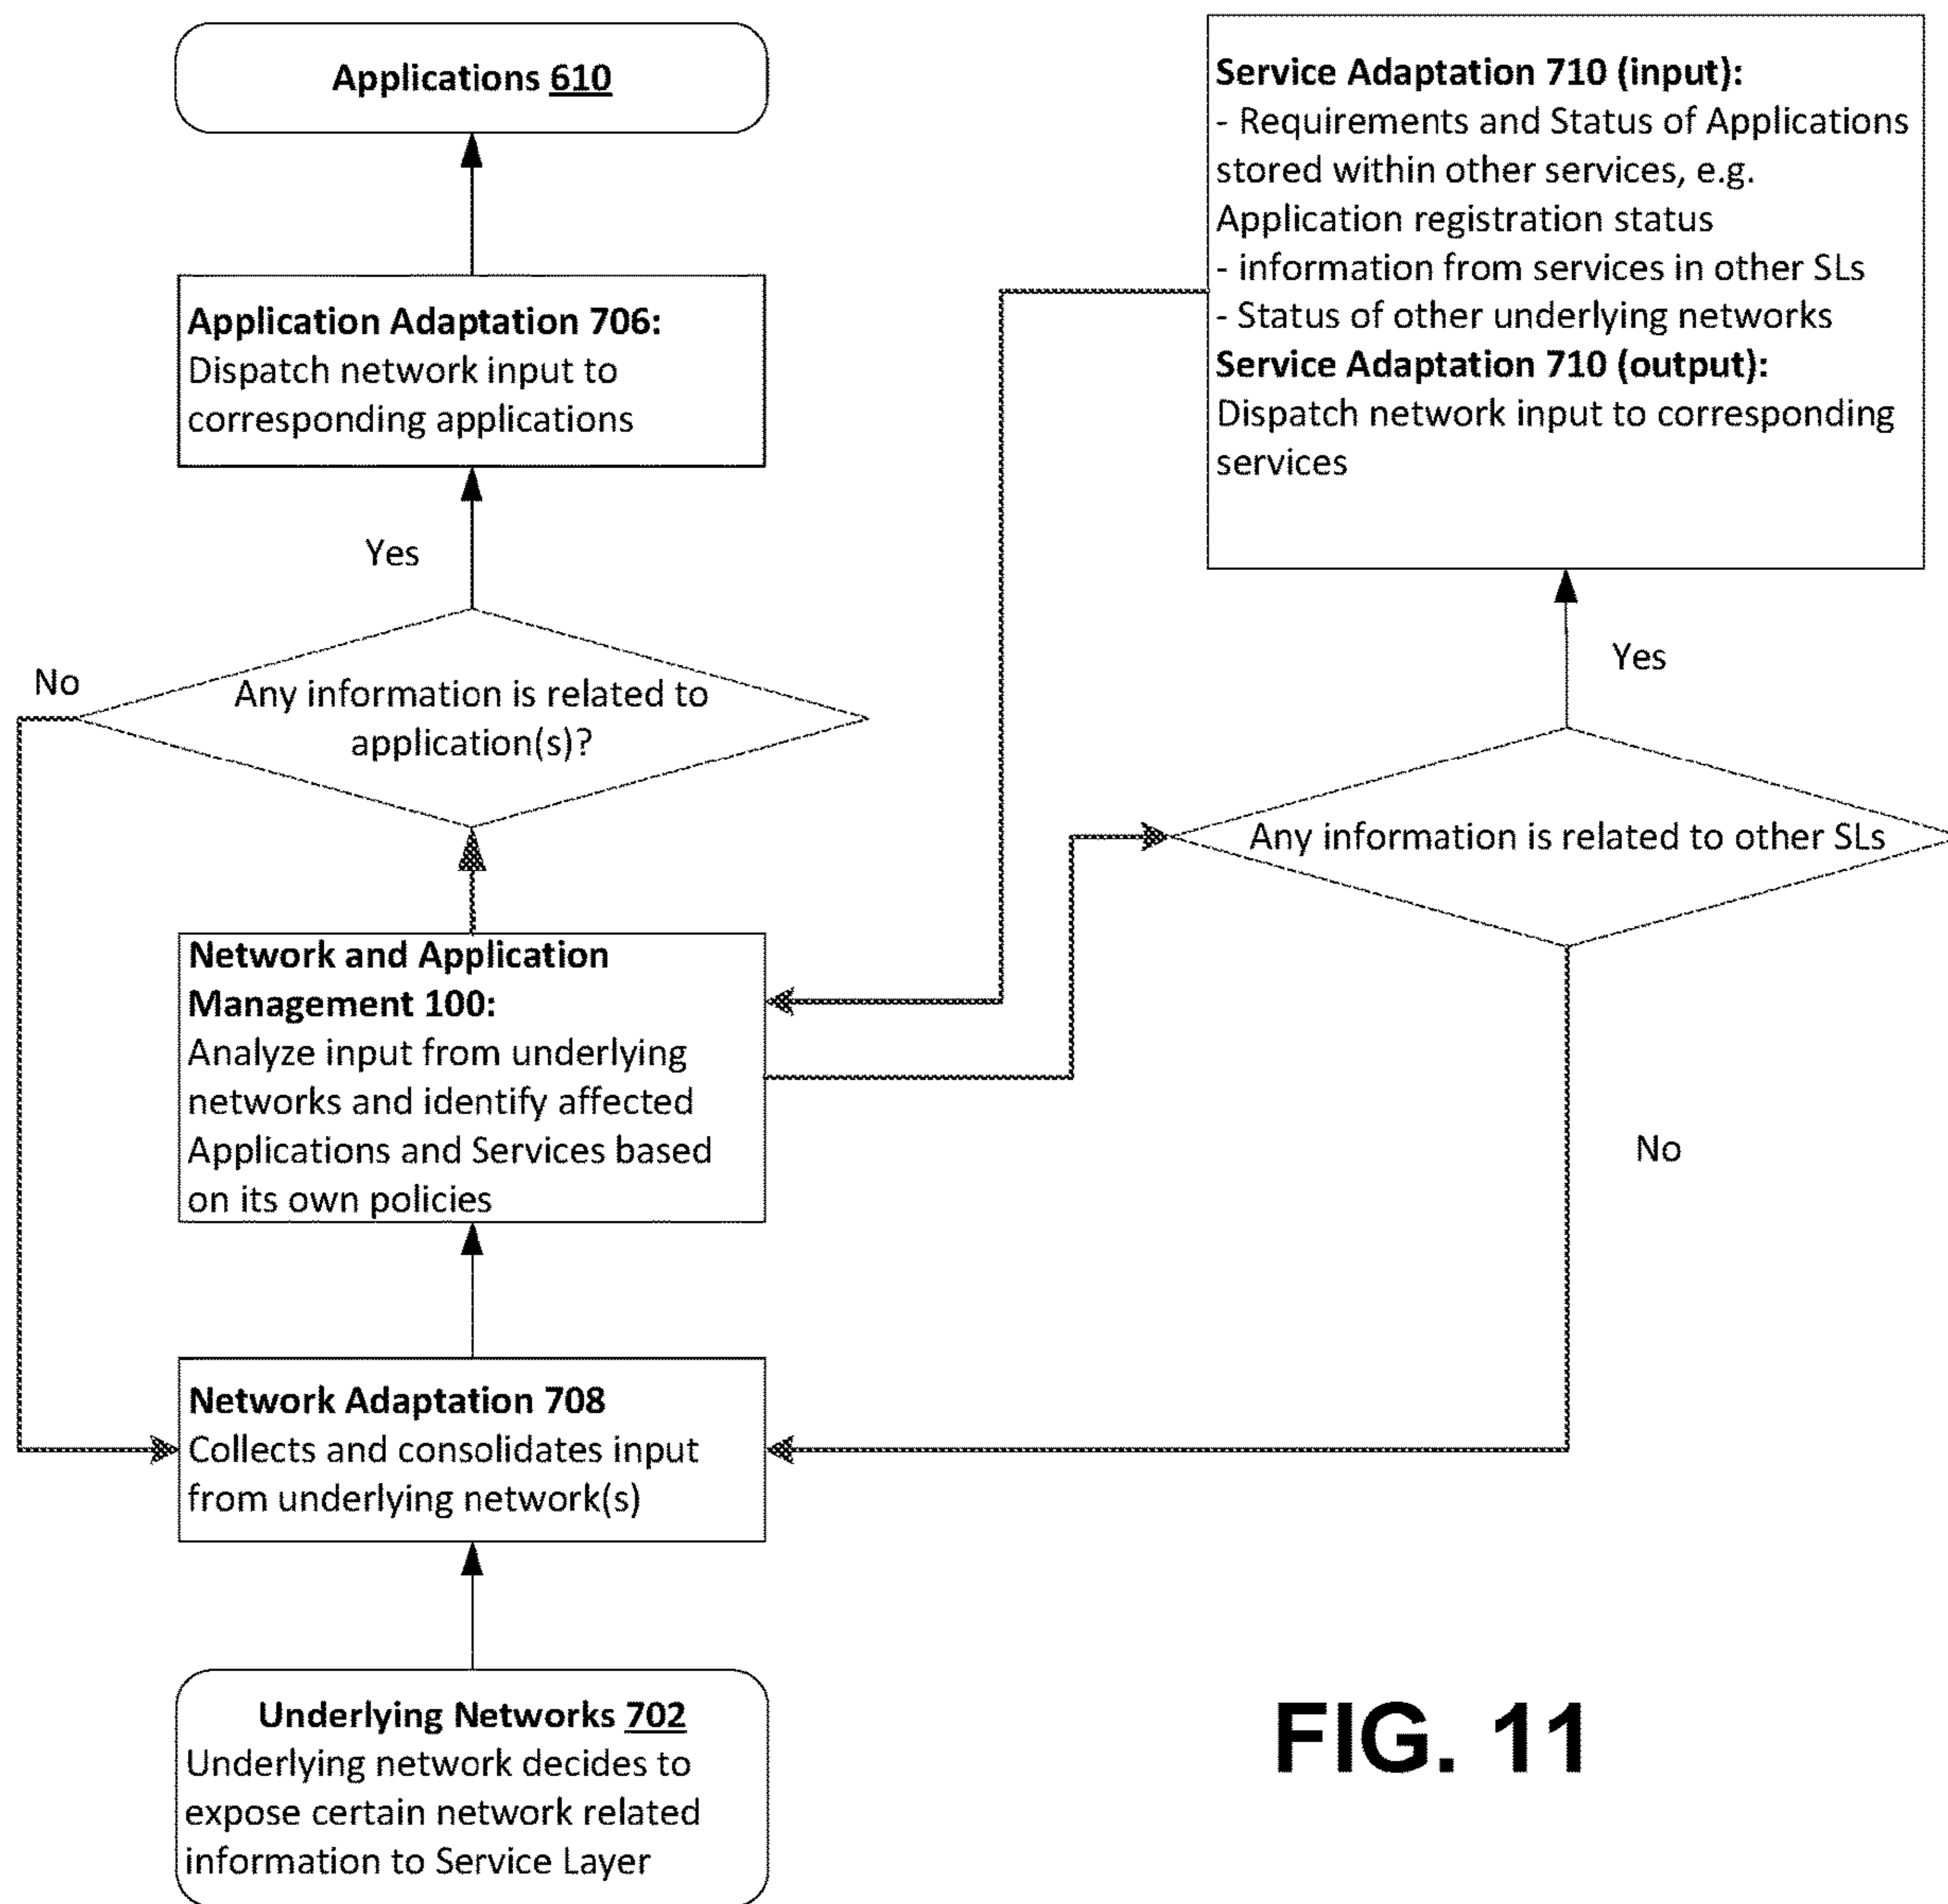 Applications 610
Service Adaptation 710 (input):
- Requirements and Status of Applications
stored within other services, e.g.
Application registration status
- information from services in other SLs
- Status of other underlying networks
Service Adaptation 710 (output):
Dispatch network input to corresponding
services
Application Adaptation 706:
Dispatch network input to
corresponding applications
Yes
No
Any information is related to
application(s)?
Yes
Any information is related to other SLs
No
Network and Application
Management 100:
Analyze input from underlying
networks and identify affected
Applications and Services based
on its own policies
Network Adaptation 708
Collects and consolidates input
from underlying network(s)
Underlying Networks 702
Underlying network decides to
expose certain network related
information to Service Layer
FIG. 11